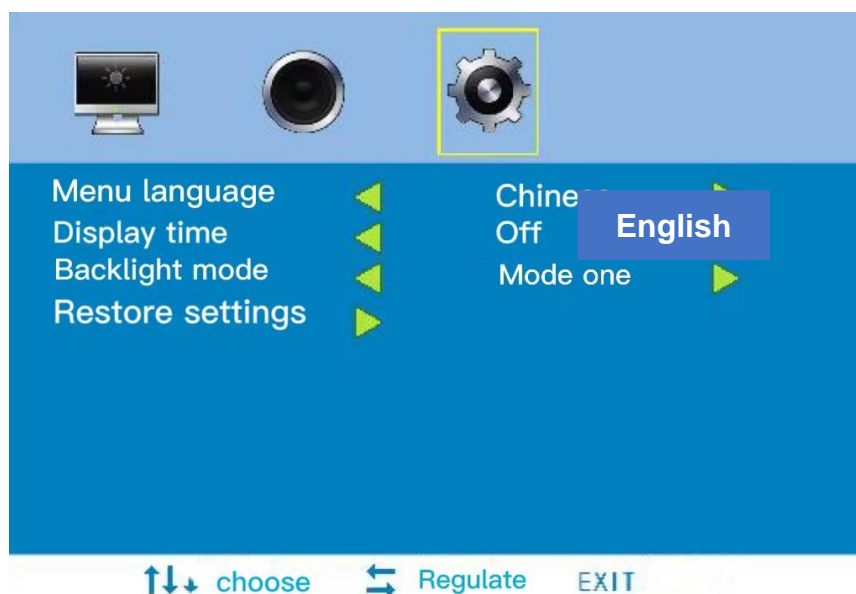 Menu language
English
Display time Off
Backlight mode Mode one
Restore settings
choose Regulate EXIT